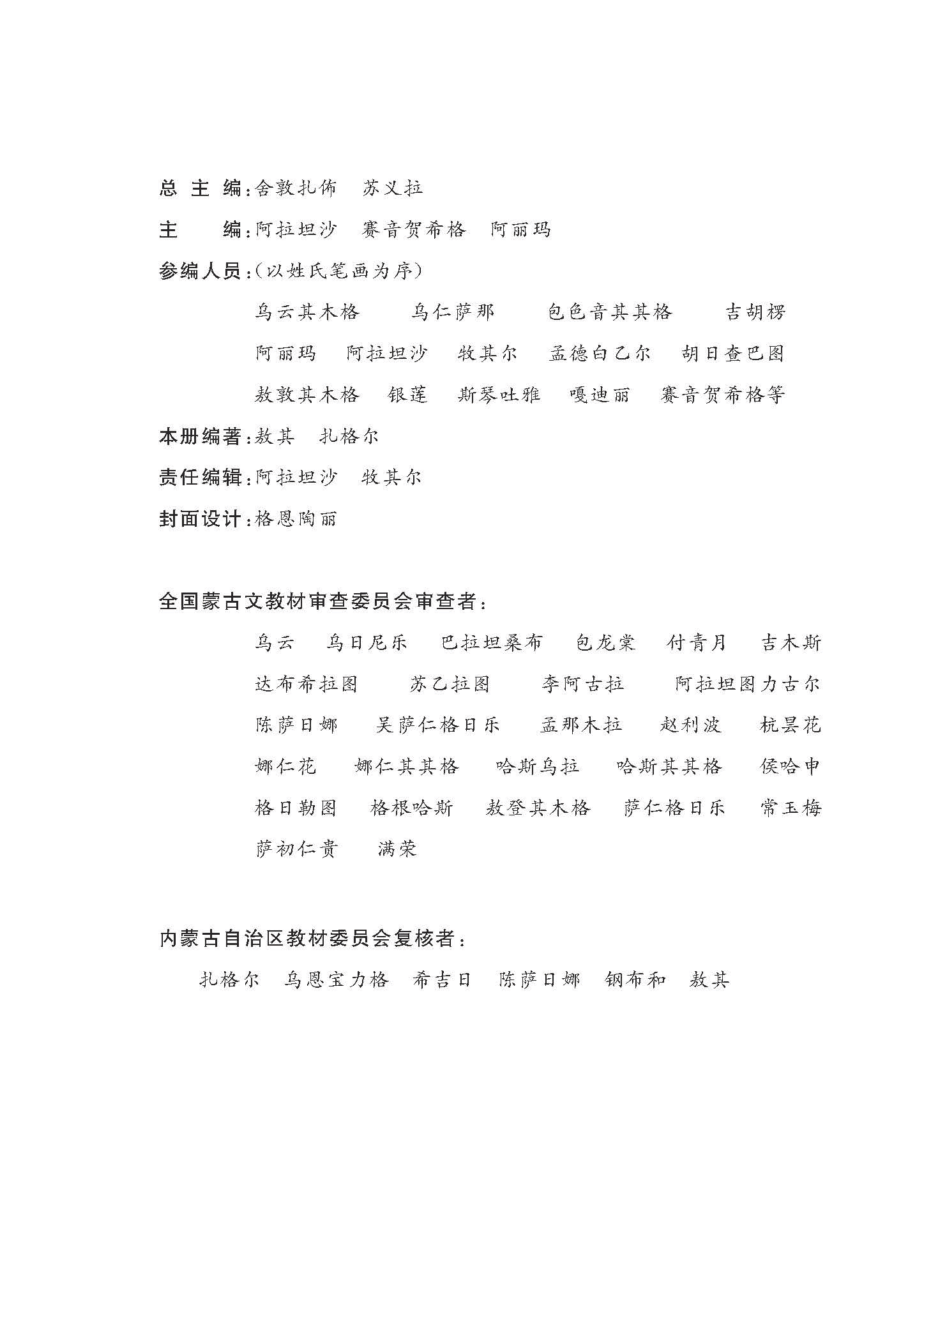 总 主 编:舍敦扎佈 苏义拉
主 编:阿拉坦沙 赛音贺希格 阿丽玛
参编人员:(以姓氏笔画为序)
乌云其木格 乌仁萨那 包色音其其格 吉胡楞
阿丽玛 阿拉坦沙 牧其尔 孟德白乙尔 胡日查巴图
敖敦其木格 银莲 斯琴吐雅 嘎迪丽 赛音贺希格等
本册编著:敖其 扎格尔
责任编辑:阿拉坦沙 牧其尔
封面设计:格恩陶丽
全国蒙古文教材审查委员会审查者:
乌云 乌日尼乐 巴拉坦桑布 包龙棠 付青月 吉木斯
达布希拉图 苏乙拉图 李阿古拉 阿拉坦图力古尔
陈萨日娜 吴萨仁格日乐 孟那木拉 赵利波 杭昙花
娜仁花 娜仁其其格 哈斯乌拉 哈斯其其格 侯哈申
格日勒图 格根哈斯 敖登其木格 萨仁格日乐 常玉梅
萨初仁贵 满荣
内蒙古自治区教材委员会复核者:
扎格尔 乌恩宝力格 希吉日 陈萨日娜 钢布和 敖其